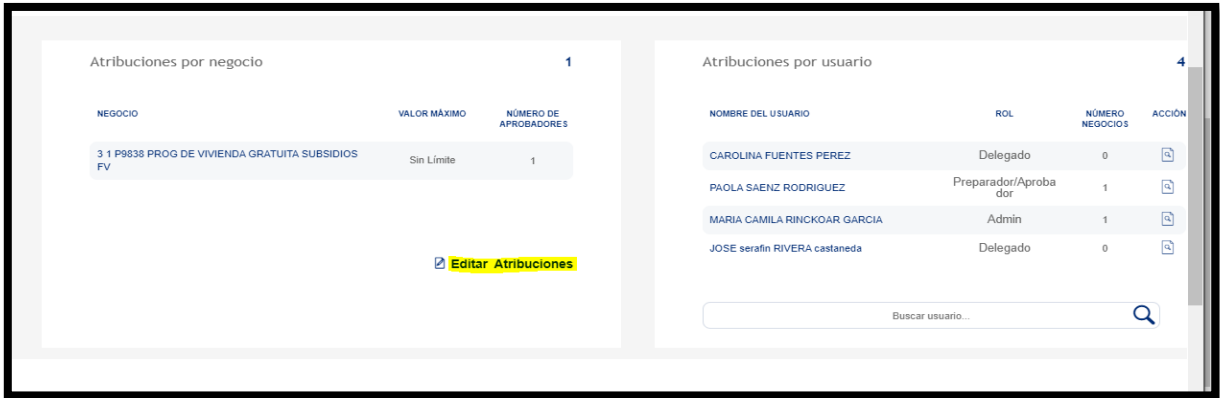 Atribuciones por negocio 1
NEGOCIO VALOR MÁXIMO NÚMERO DE
APROBADORES
3 1 P9838 PROG DE VIVIENDA GRATUITA SUBSIDIOS
FV Sin Límite 1
Editar Atribuciones
Atribuciones por usuario 4
NOMBRE DEL USUARIO ROL NÚMERO
NEGOCIOS ACCIÓN
CAROLINA FUENTES PEREZ Delegado 0
PAOLA SAENZ RODRIGUEZ Preparador/Aproba
dor 1
MARIA CAMILA RINCKOAR GARCIA Admin 1
JOSE serafin RIVERA castaneda Delegado 0
Buscar usuario...